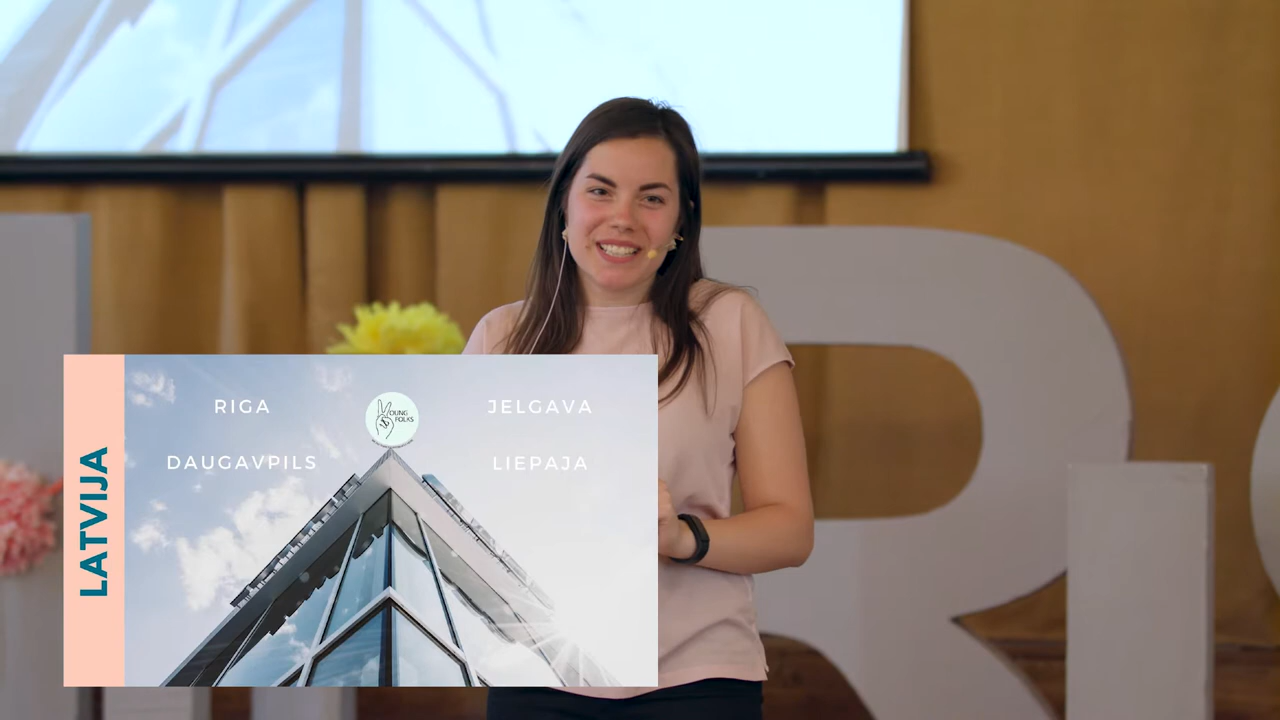 LATVIJA
RIGA
JELGAVA
DAUGAVPILS
LIEPAJA
YOUNG
FOLKS
R